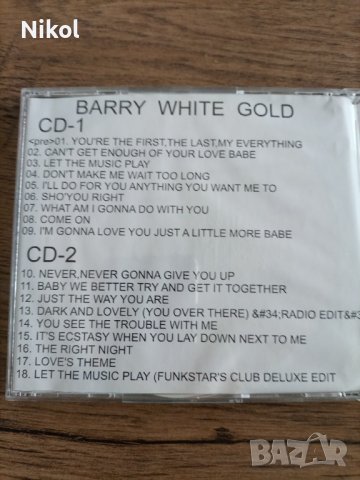 Nikol
BARRY WHITE GOLD
CD-1
<pre>01. YOU'RE THE FIRST,THE LAST,MY EVERYTHING
02. CAN'T GET ENOUGH OF YOUR LOVE BABE
03. LET THE MUSIC PLAY
04. DON'T MAKE ME WAIT TOO LONG
05. I'LL DO FOR YOU ANYTHING YOU WANT ME TO
06. SHO'YOU RIGHT
07. WHAT AM I GONNA DO WITH YOU
08. COME ON
09. I'M GONNA LOVE YOU JUST A LITTLE MORE BABE
CD-2
10. NEVER,NEVER GONNA GIVE YOU UP
11. BABY WE BETTER TRY AND GET IT TOGETHER
12. JUST THE WAY YOU ARE
13. DARK AND LOVELY (YOU OVER THERE) &#34;RADIO EDIT&#3
14. YOU SEE THE TROUBLE WITH ME
15. IT'S ECSTASY WHEN YOU LAY DOWN NEXT TO ME
16. THE RIGHT NIGHT
17. LOVE'S THEME
18. LET THE MUSIC PLAY (FUNKSTAR'S CLUB DELUXE EDIT
BAZAR